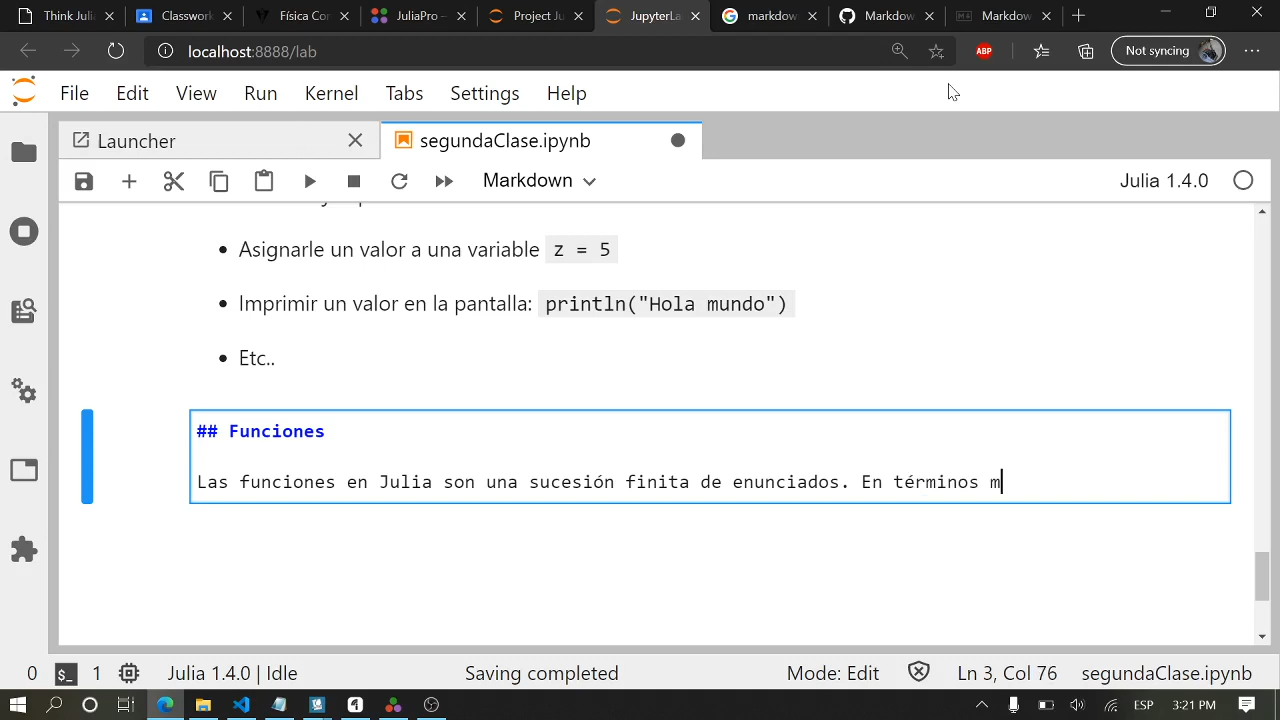 Think Julia
Classwork
Física Cor
JuliaPro -
Project Ju
JupyterLa
markdow
Markdow
Markdow
localhost:8888/lab
ABP
Not syncing
File Edit View Run Kernel Tabs Settings Help
Launcher
segundaClase.ipynb
Markdown
Julia 1.4.0
• Asignarle un valor a una variable z = 5
• Imprimir un valor en la pantalla: println("Hola mundo")
• Etc..
## Funciones
Las funciones en Julia son una sucesión finita de enunciados. En términos m
0 $_ 1 Julia 1.4.0 | Idle Saving completed Mode: Edit Ln 3, Col 76 segundaClase.ipynb
ESP 3:21 PM